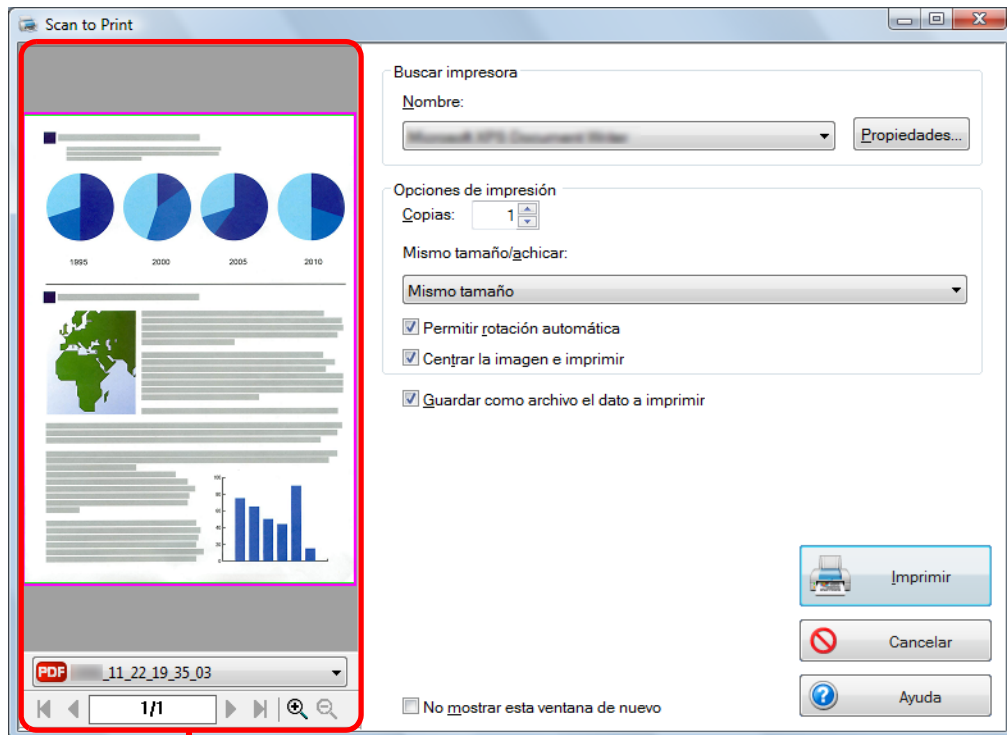 Scan to Print
Buscar impresora
Nombre:
Propiedades...
Opciones de impresión
Copias: 1
Mismo tamaño/achicar:
Mismo tamaño
Permitir rotación automática
Centrar la imagen e imprimir
Guardar como archivo el dato a imprimir
1995 2000 2005 2010
PDF _11_22_19_35_03
1/1
Imprimir
Cancelar
Ayuda
No mostrar esta ventana de nuevo